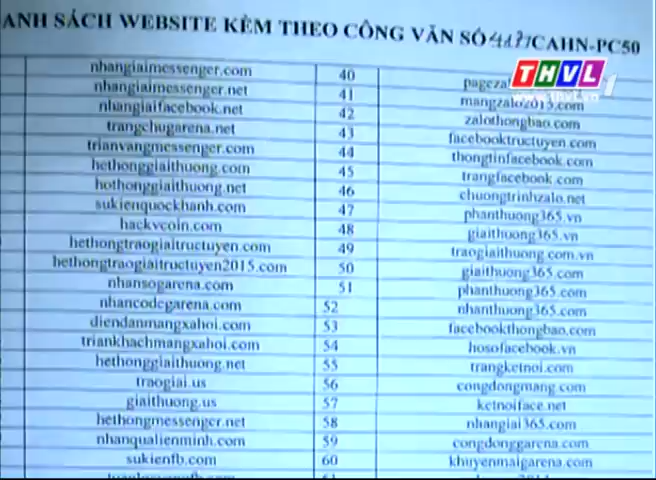 ANH SÁCH WEBSITE KÈM THEO CÔNG VĂN SỐ /CAHN-PC50
THVL1
www.thvl.vn
nhangiaimessenger.com 40
nhangiaimessenger.net 41 mangzalo2015.com
nhangiaifacebook.net 42 zalothongbao.com
trangchugarena.net 43 facebooktructuyen.com
trianvangmessenger.com 44 thongtinfacebook.com
hethonggiaithuong.com 45 trangfacebook.com
hothonggiaithuong.net 46 chuongtrinhzalo.net
sukienquockhanh.com 47 phanthuong365.vn
hackvcoin.com 48 giaithuong365.vn
hethongtraogiaitructuyen.com 49 traogiaithuong.com.vn
hethongtraogiaitructuyen2015.com 50 giaithuong365.com
nhansogarena.com 51 phanthuong365.com
nhancodegarena.com 52 nhanthuong365.com
diendanmangxahoi.com 53 facebookthongbao.com
triankhachmangxahoi.com 54 hosofacebook.vn
hethonggiaithuong.net 55 trangketnoi.com
traogiai.us 56 congdongmang.com
giaithuong.us 57 ketnoiface.net
hethongmessenger.net 58 nhangiai365.com
nhanqualienminh.com 59 congdonggarena.com
sukienfb.com 60 khuyenmaigarena.com